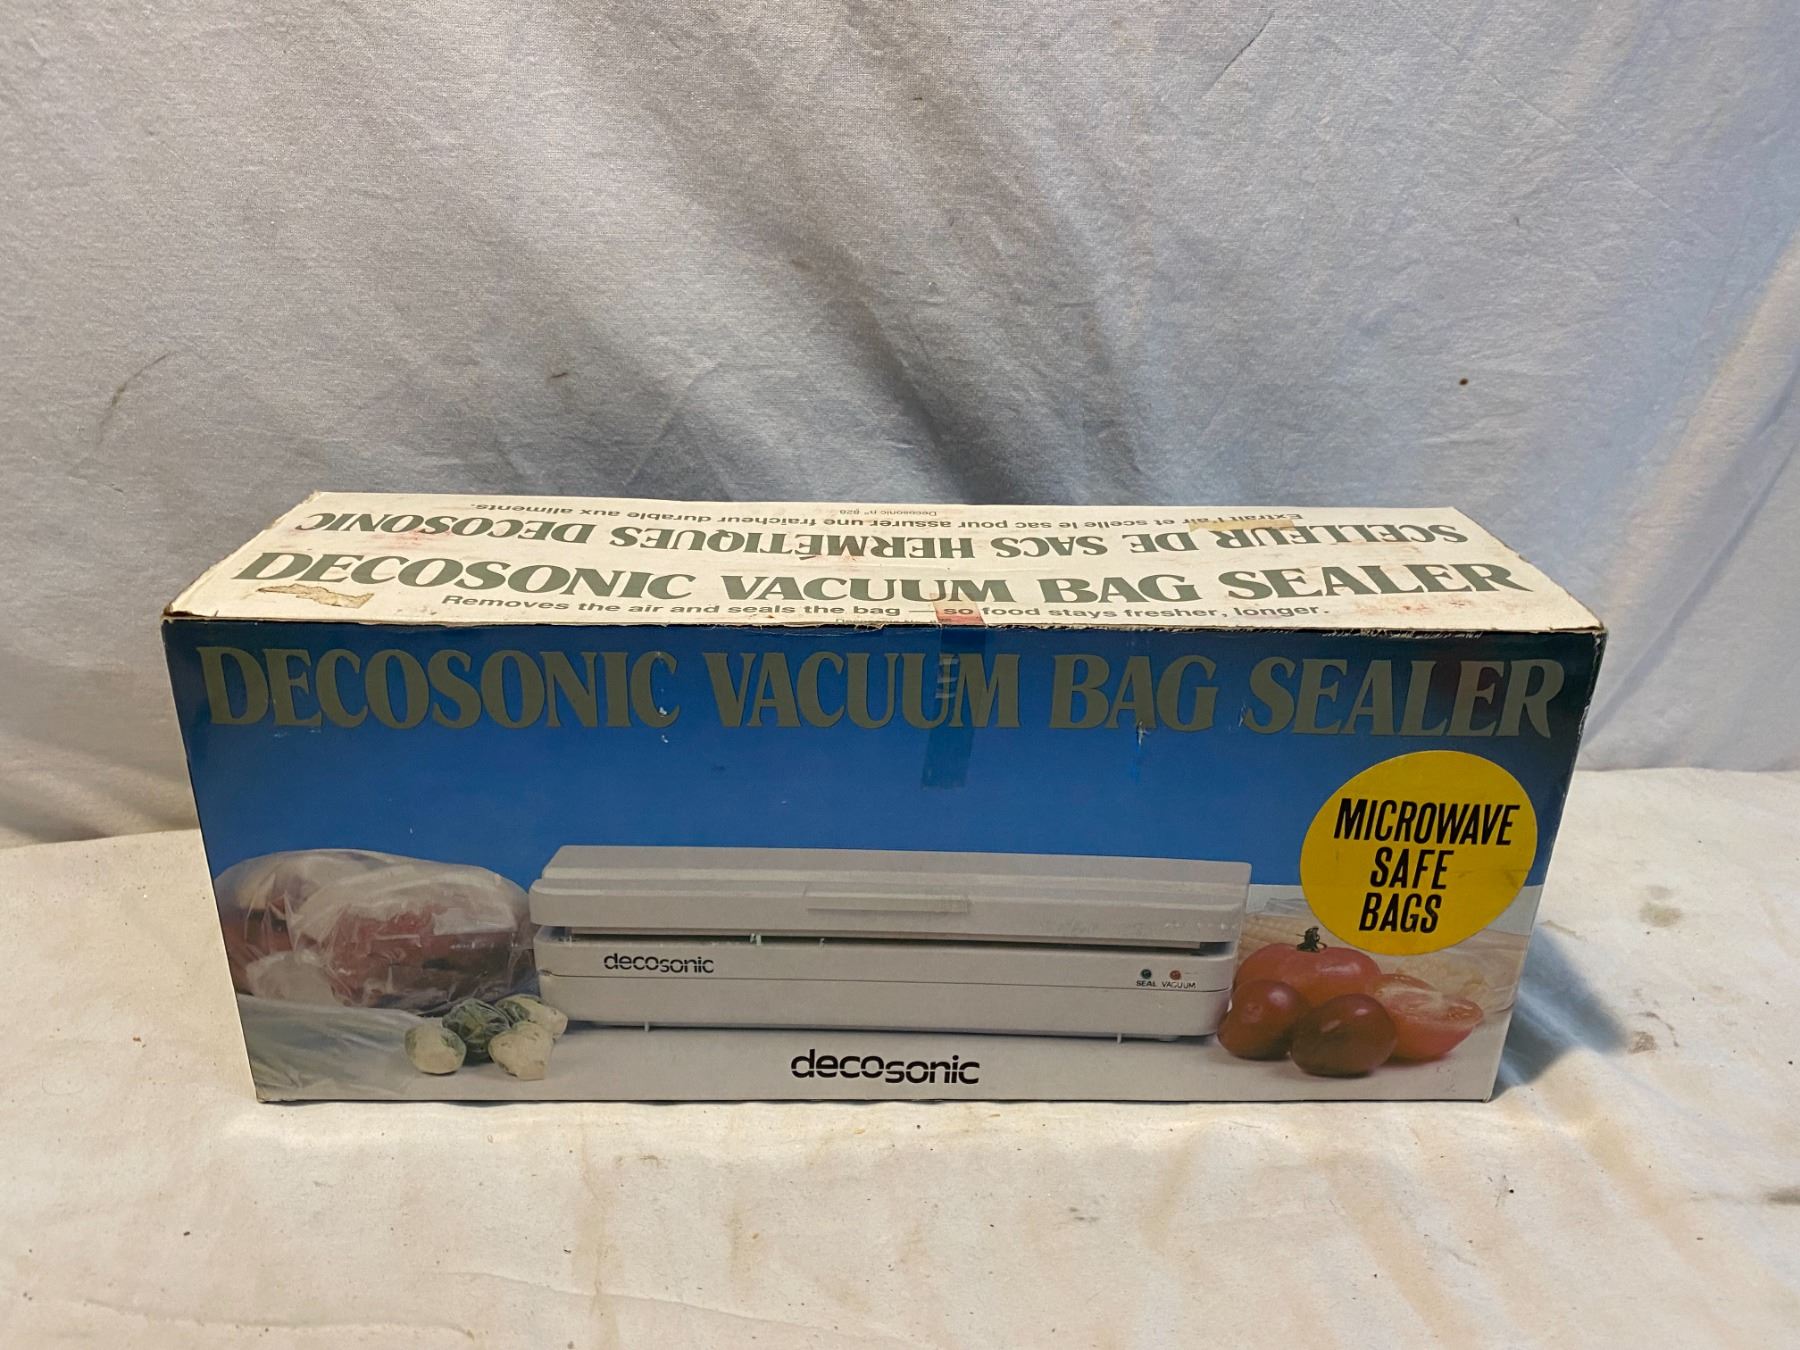 Extrait l'air et scelle le sac pour assurer une fraîcheur durable aux aliments.
SCELLEUR DE SACS HERMÉTIQUES DECOSONIC
DECOSONIC VACUUM BAG SEALER
Removes the air and seals the bag — so food stays fresher, longer.
DECOSONIC VACUUM BAG SEALER
MICROWAVE
SAFE
BAGS
decosonic
SEAL VACUUM
decosonic